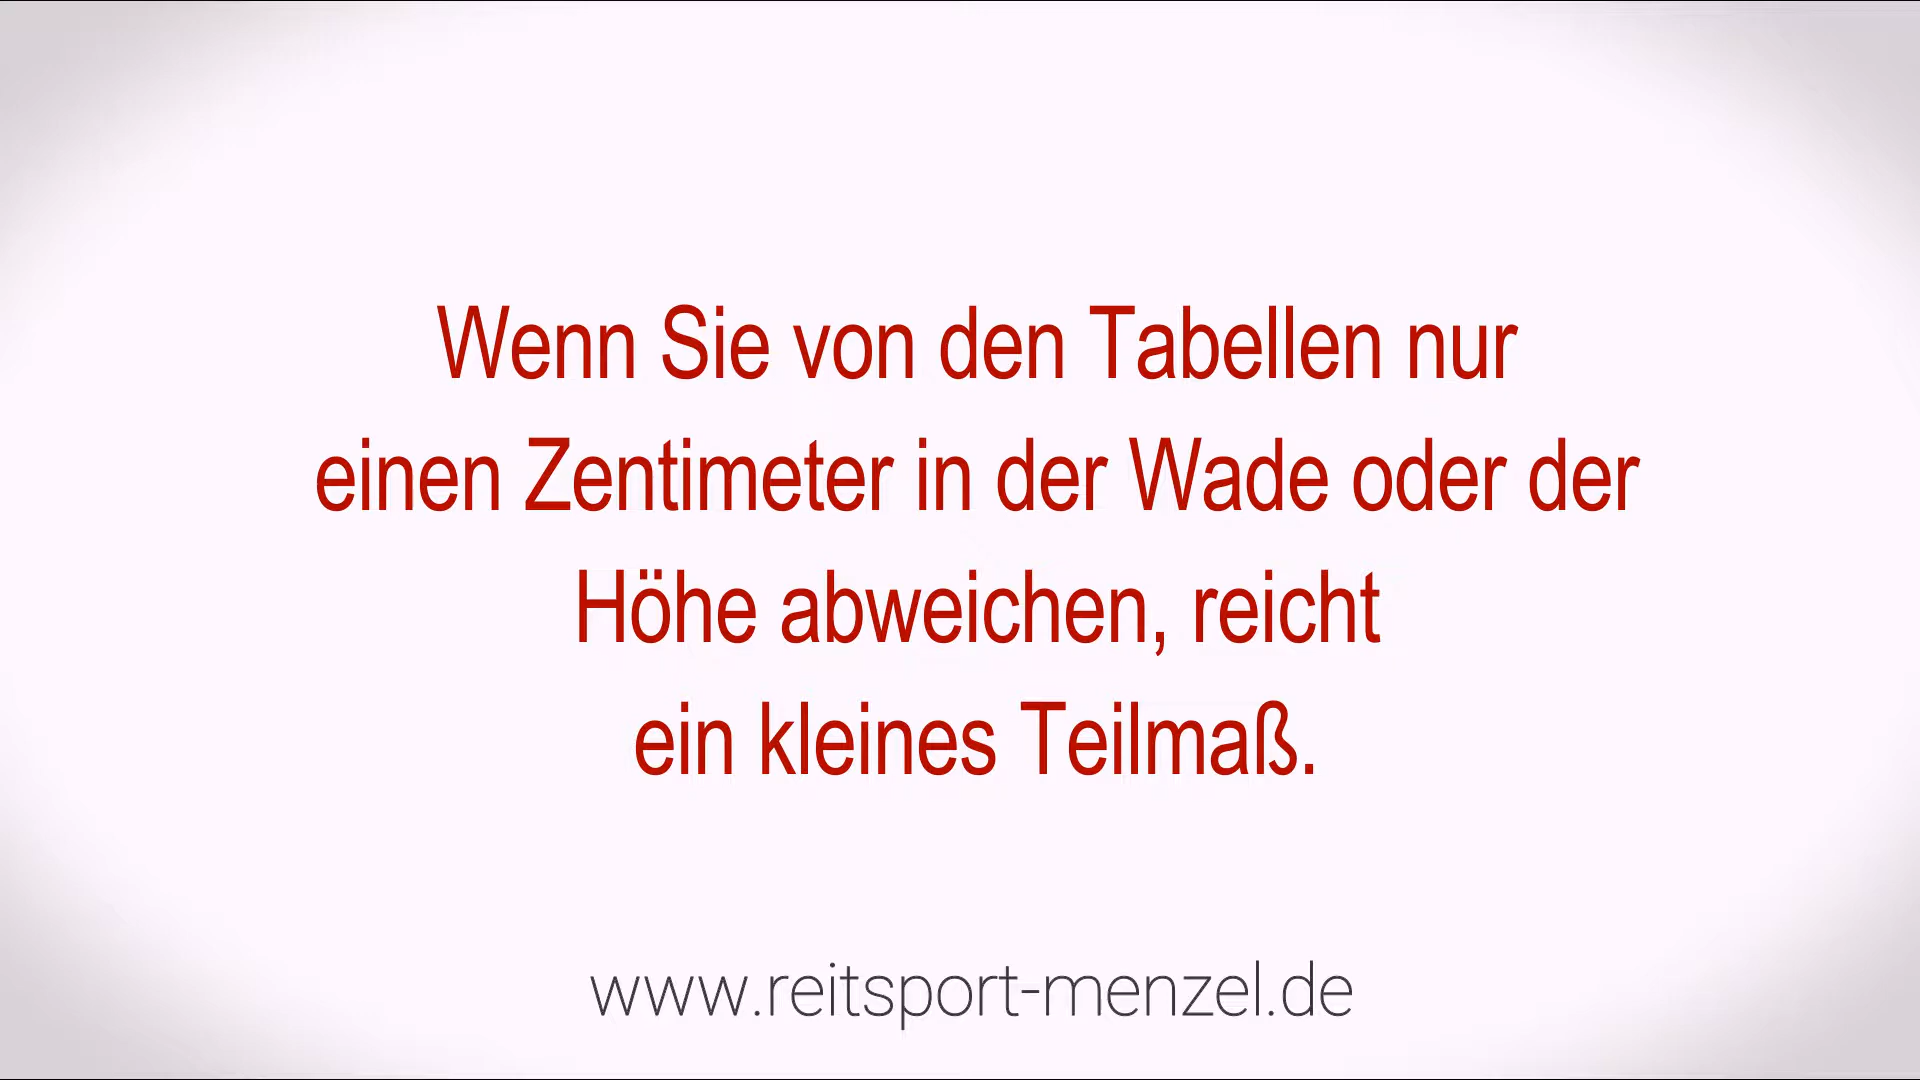 Wenn Sie von den Tabellen nur
einen Zentimeter in der Wade oder der
Höhe abweichen, reicht
ein kleines Teilmaß.
www.reitsport-menzel.de